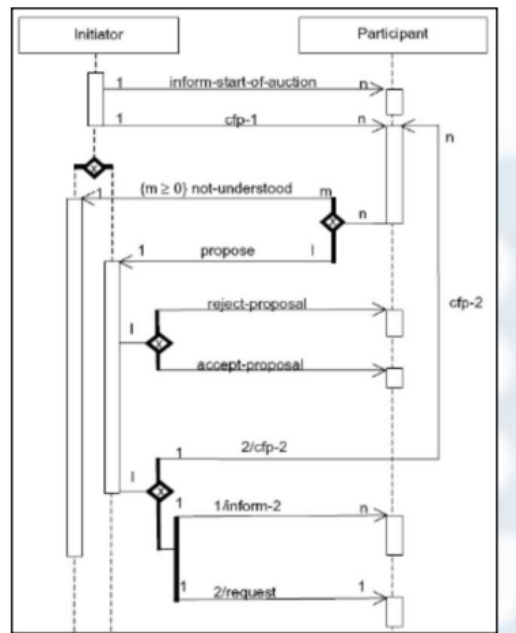 Initiator
Participant
1 inform-start-of-auction n
1 cfp-1 n
n
x
1 {m ≥ 0} not-understood m
x n
1 propose l
cfp-2
reject-proposal
l x
accept-proposal
1 2/cfp-2
l x
1 1/inform-2 n
1 2/request 1